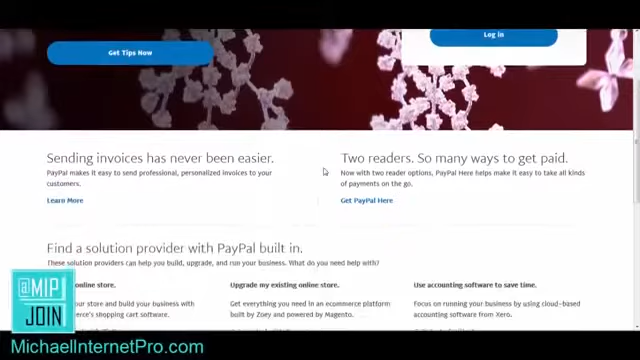 Get Tips Now
Log in
Sending invoices has never been easier.
PayPal makes it easy to send professional, personalized invoices to your
customers.
Learn More
Two readers. So many ways to get paid.
Now with two reader options, PayPal Here helps make it easy to take all kinds
of payments on the go.
Get PayPal Here
Find a solution provider with PayPal built in.
These solution providers can help you build, upgrade, and run your business. What do you need help with?
online store.
your store and build your business with
shopping cart software.
Upgrade my existing online store.
Get everything you need in an ecommerce platform
built by Zoey and powered by Magento.
Use accounting software to save time.
Focus on running your business by using cloud-based
accounting software from Xero.
@MIP
JOIN
MichaelInternetPro.com